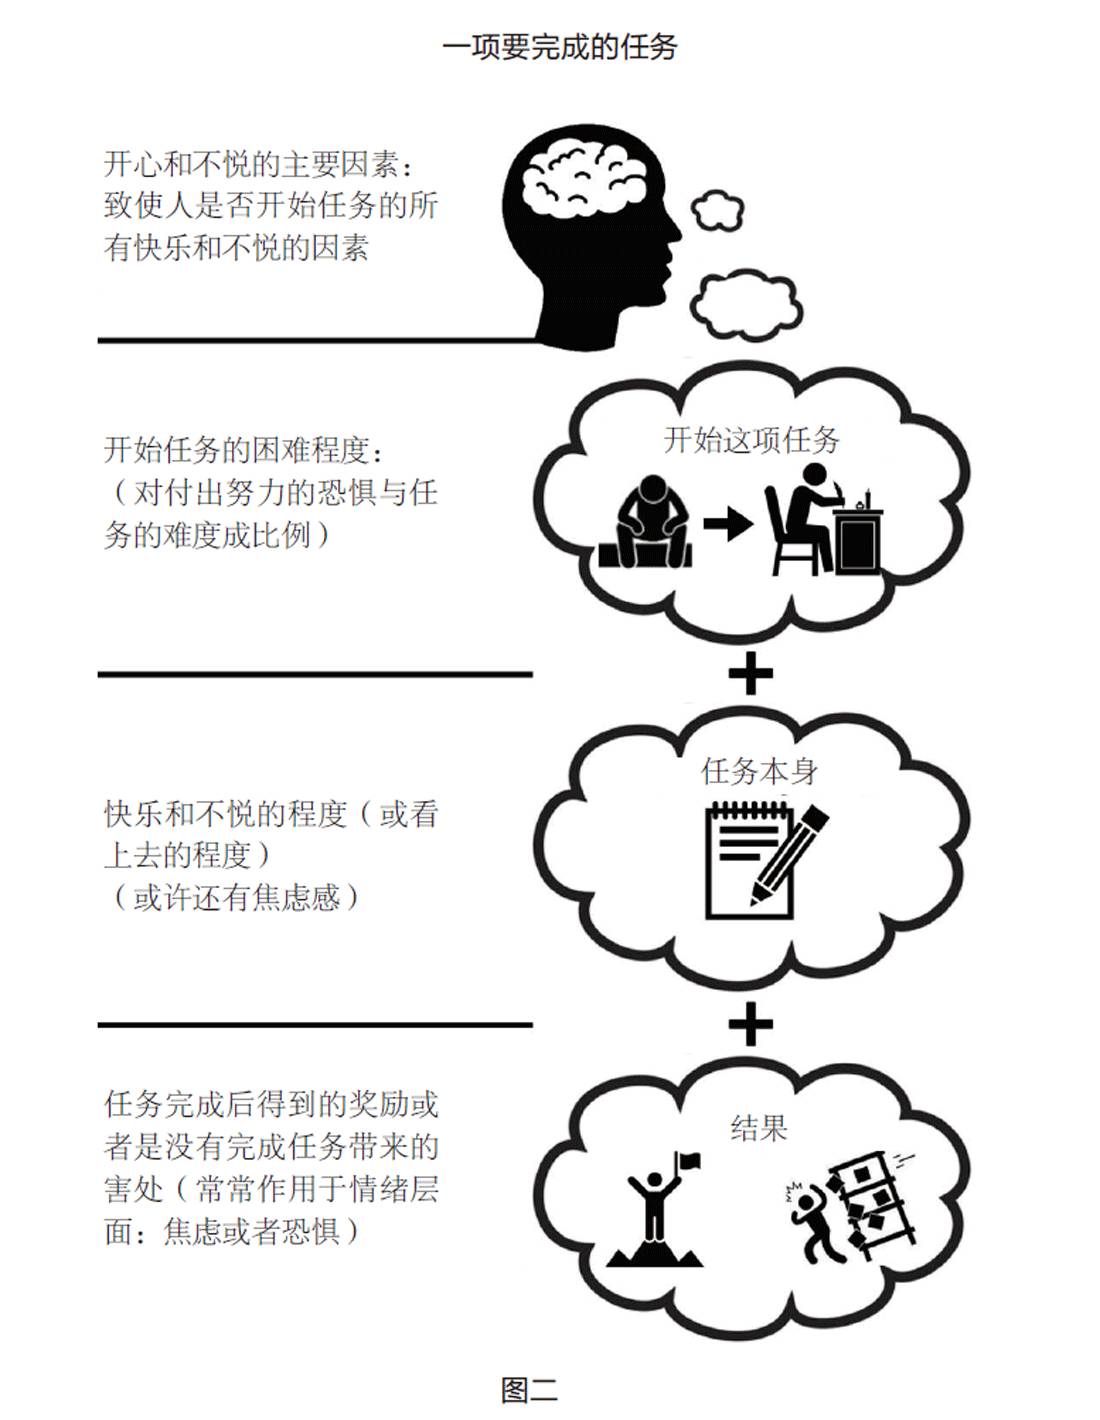 一项要完成的任务
开心和不悦的主要因素：
致使人是否开始任务的所
有快乐和不悦的因素
开始任务的困难程度：
（对付出努力的恐惧与任
务的难度成比例）
开始这项任务
快乐和不悦的程度（或看
上去的程度）
（或许还有焦虑感）
任务本身
任务完成后得到的奖励或
者是没有完成任务带来的
害处（常常作用于情绪层
面：焦虑或者恐惧）
结果
图二